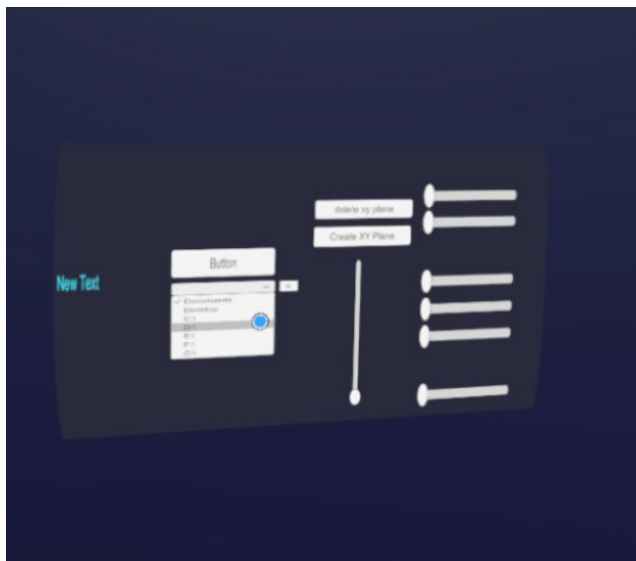 delete xy plane
Create XY Plane
Button
New Text
Documents
Desktop
C:\
D:\
E:\
F:\
G:\